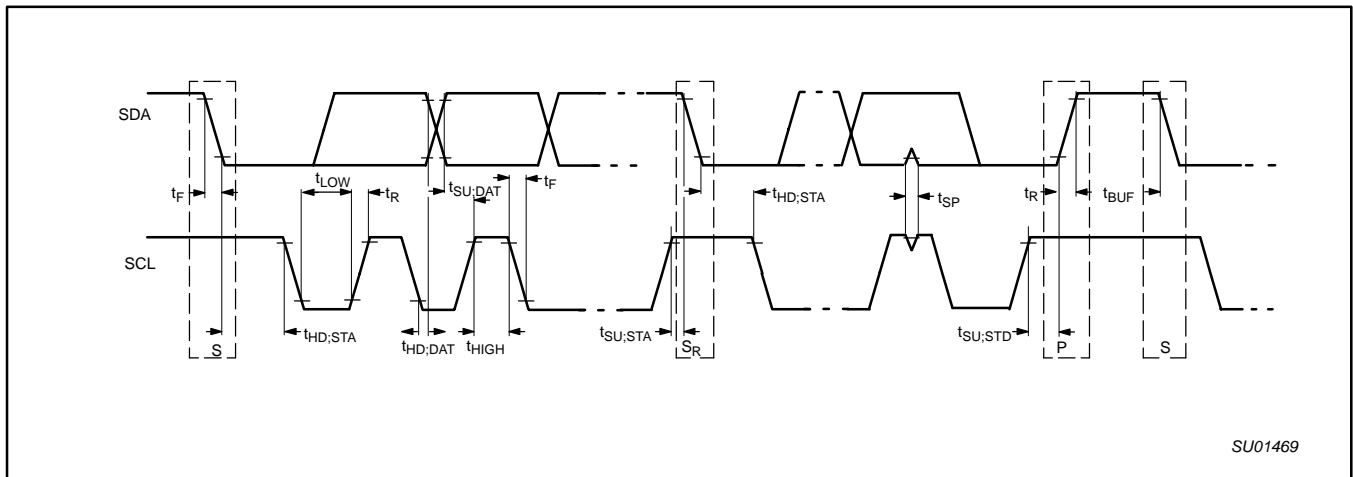 SDA
tF
tLOW
tR
tSU;DAT
tF
tHD;STA
tSP
tR
tBUF
SCL
S
tHD;STA
tHD;DAT
tHIGH
tSU;STA
SR
tSU;STD
P
S
SU01469